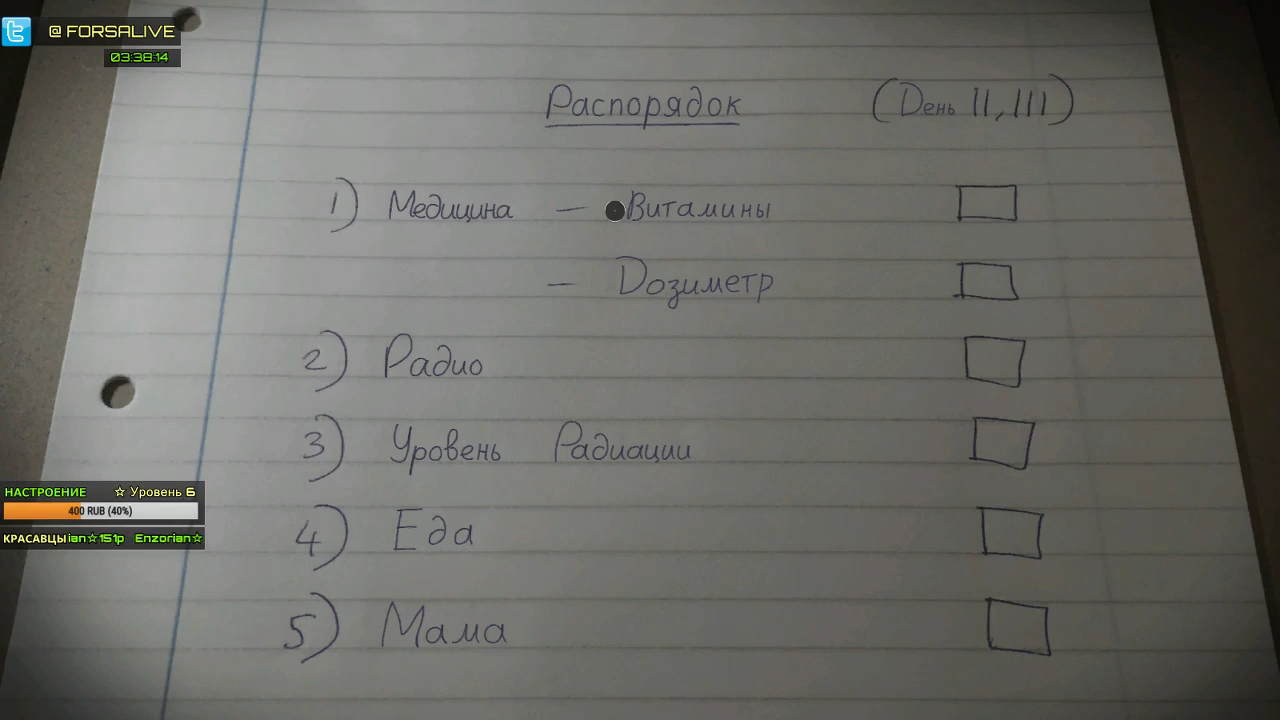 @ FORSALIVE
03:38:14
Распорядок (День II, III)
1) Медицина — Витамины
— Дозиметр
2) Радио
3) Уровень Радиации
4) Еда
5) Мама
НАСТРОЕНИЕ ☆ Уровень 6
400 RUB (40%)
КРАСАВЦЫ ian☆151p Enzorian☆